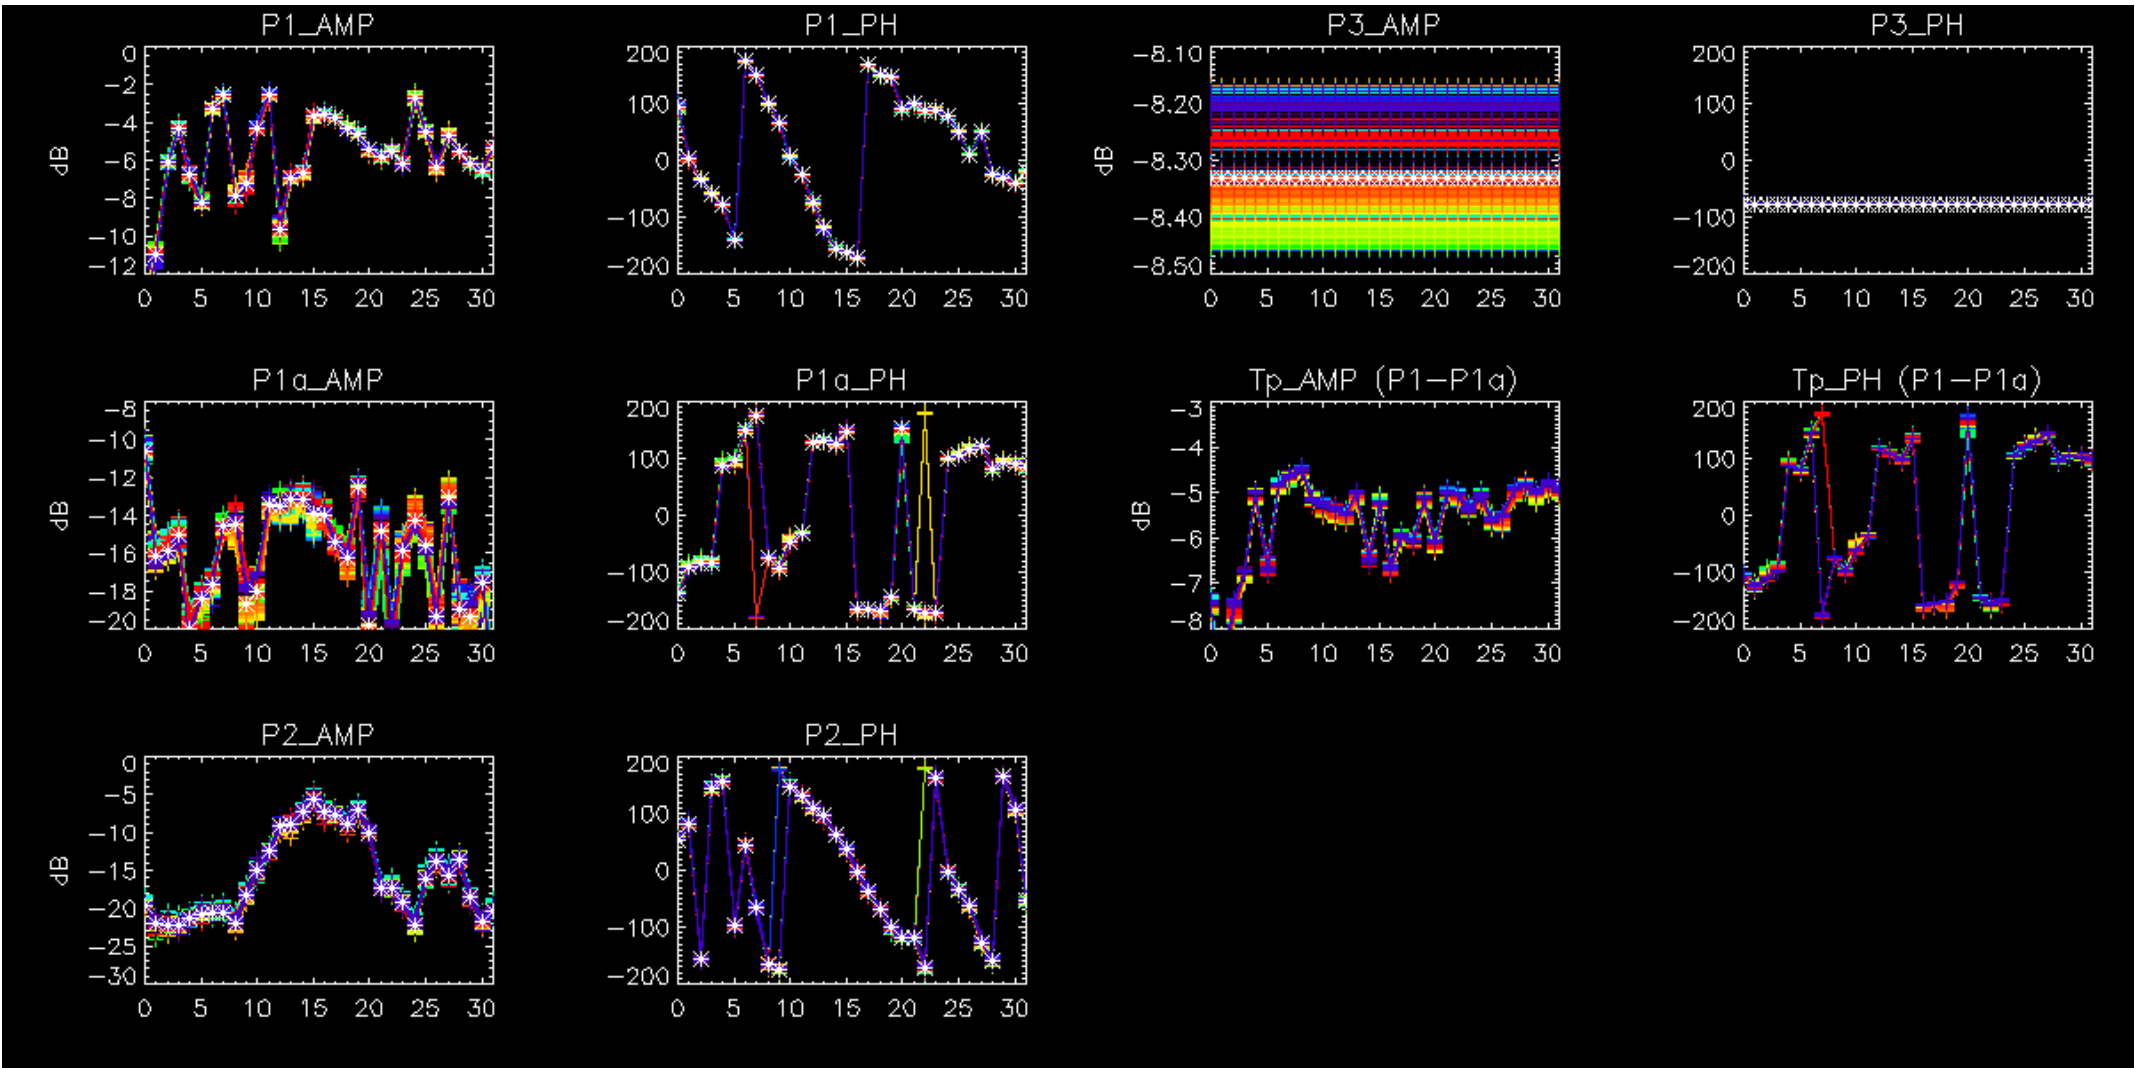 P1_AMP
P1_PH
P3_AMP
P3_PH
0
-2
-4
-6
-8
-10
-12
dB
0 5 10 15 20 25 30
200
100
0
-100
-200
0 5 10 15 20 25 30
-8.10
-8.20
-8.30
-8.40
-8.50
dB
0 5 10 15 20 25 30
200
100
0
-100
-200
0 5 10 15 20 25 30
P1a_AMP
P1a_PH
Tp_AMP (P1-P1a)
Tp_PH (P1-P1a)
-8
-10
-12
-14
-16
-18
-20
dB
0 5 10 15 20 25 30
200
100
0
-100
-200
0 5 10 15 20 25 30
-3
-4
-5
-6
-7
-8
dB
0 5 10 15 20 25 30
200
100
0
-100
-200
0 5 10 15 20 25 30
P2_AMP
P2_PH
0
-5
-10
-15
-20
-25
-30
dB
0 5 10 15 20 25 30
200
100
0
-100
-200
0 5 10 15 20 25 30